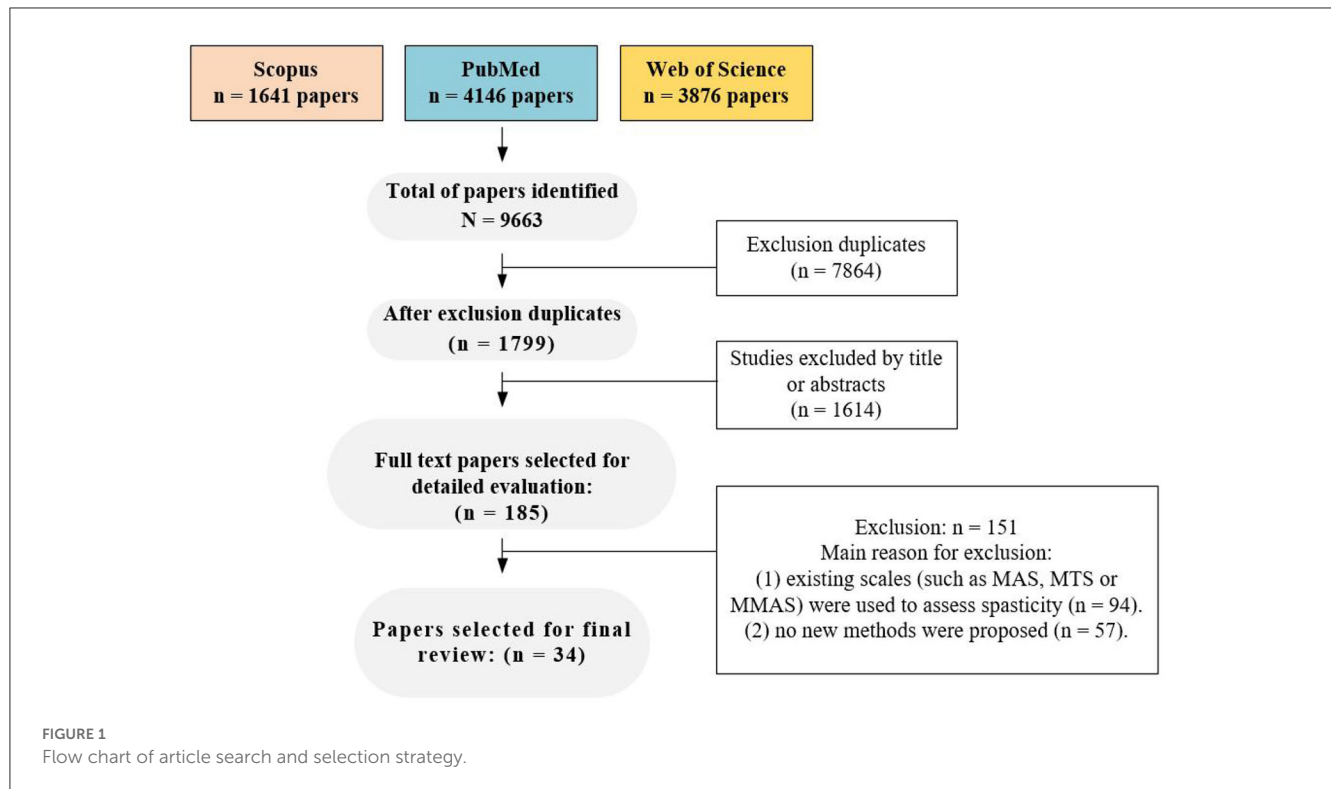 Scopus
n = 1641 papers
PubMed
n = 4146 papers
Web of Science
n = 3876 papers
Total of papers identified
N = 9663
Exclusion duplicates
(n = 7864)
After exclusion duplicates
(n = 1799)
Studies excluded by title
or abstracts
(n = 1614)
Full text papers selected for
detailed evaluation:
(n = 185)
Exclusion: n = 151
Main reason for exclusion:
(1) existing scales (such as MAS, MTS or
MMAS) were used to assess spasticity (n = 94).
(2) no new methods were proposed (n = 57).
Papers selected for final
review: (n = 34)
FIGURE 1
Flow chart of article search and selection strategy.